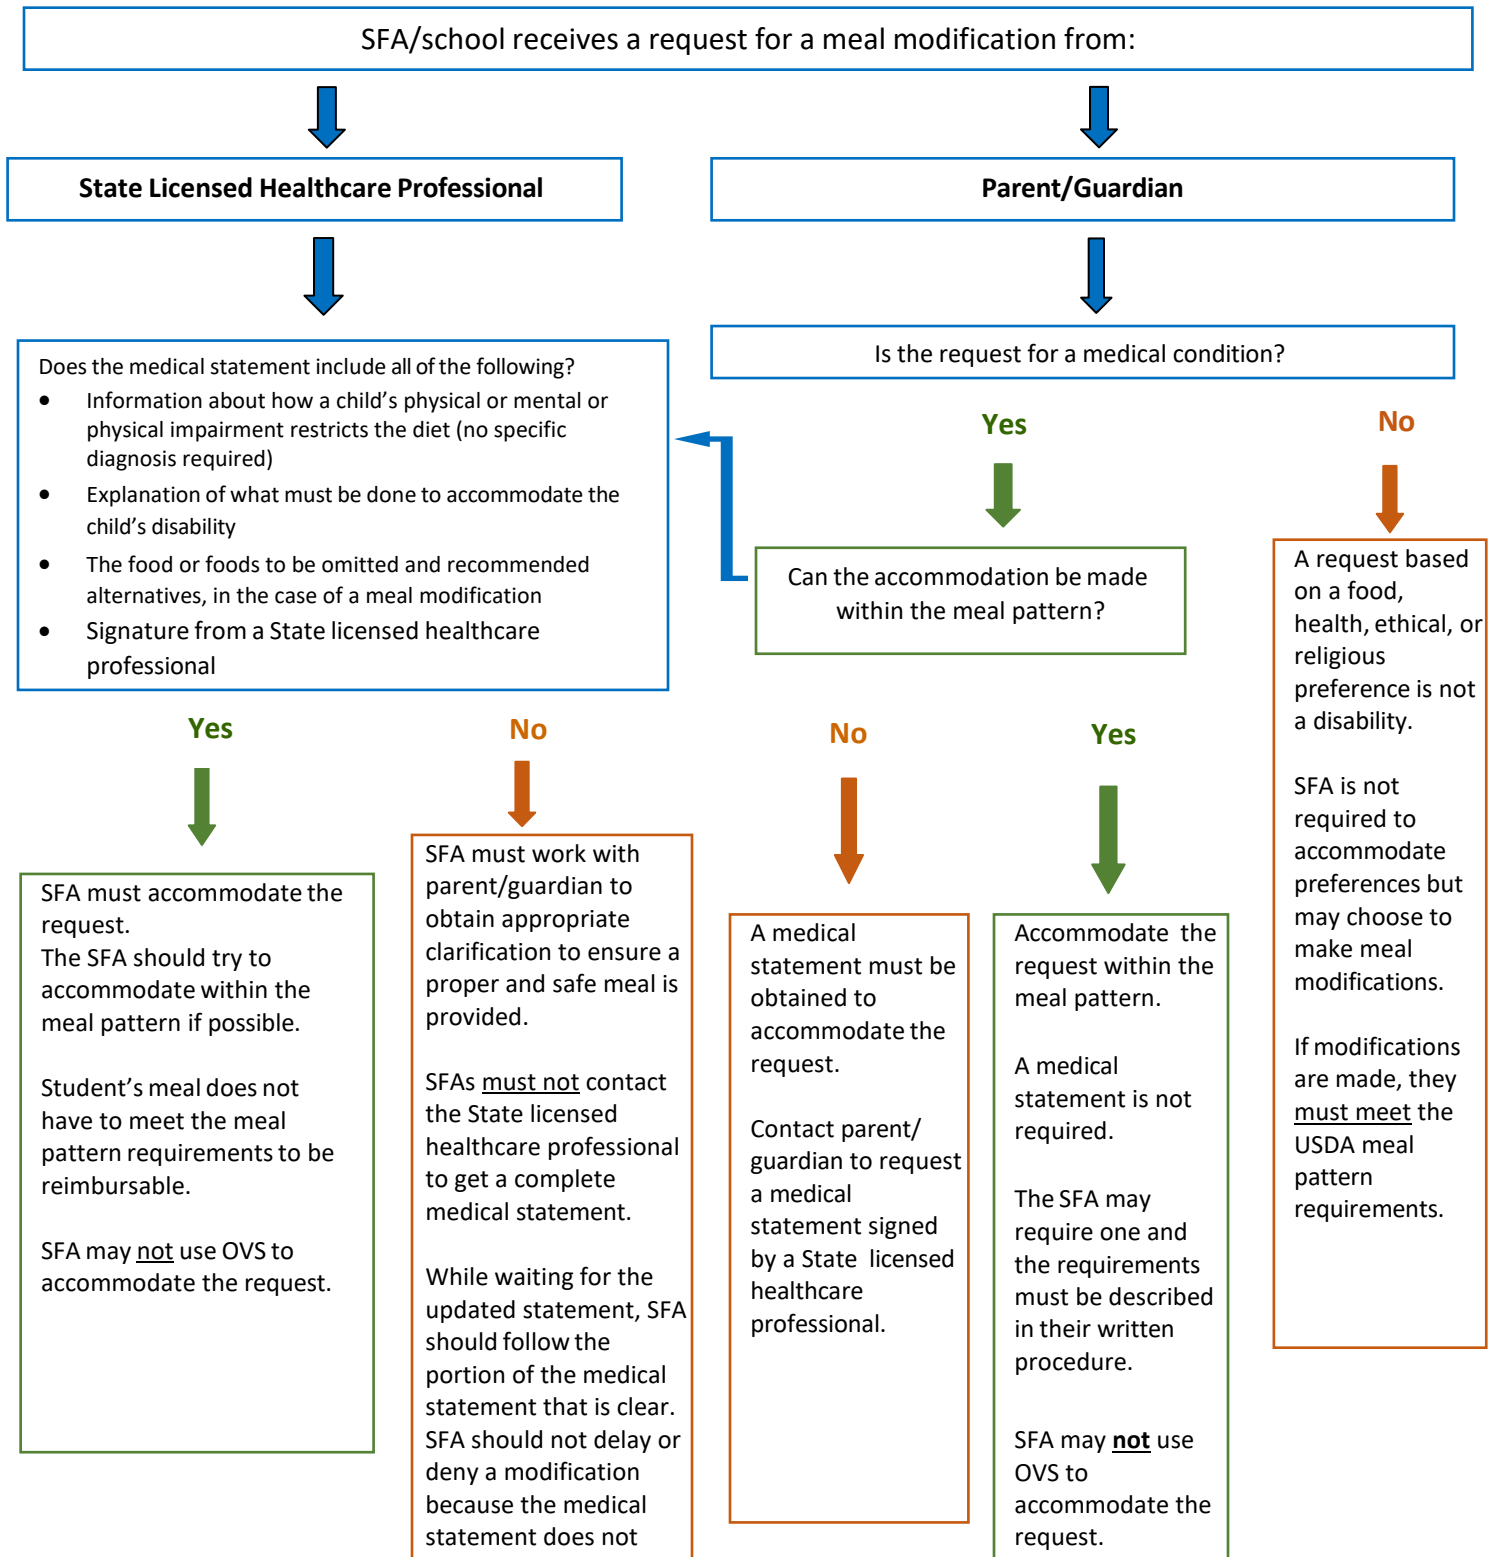 SFA/school receives a request for a meal modification from:
State Licensed Healthcare Professional
Parent/Guardian
Does the medical statement include all of the following?
• Information about how a child’s physical or mental or
physical impairment restricts the diet (no specific
diagnosis required)
• Explanation of what must be done to accommodate the
child’s disability
• The food or foods to be omitted and recommended
alternatives, in the case of a meal modification
• Signature from a State licensed healthcare
professional
Is the request for a medical condition?
Yes
No
Can the accommodation be made
within the meal pattern?
A request based
on a food,
health, ethical, or
religious
preference is not
a disability.
SFA is not
required to
accommodate
preferences but
may choose to
make meal
modifications.
If modifications
are made, they
must meet the
USDA meal
pattern
requirements.
Yes
No
No
Yes
SFA must accommodate the
request.
The SFA should try to
accommodate within the
meal pattern if possible.
Student’s meal does not
have to meet the meal
pattern requirements to be
reimbursable.
SFA may not use OVS to
accommodate the request.
SFA must work with
parent/guardian to
obtain appropriate
clarification to ensure a
proper and safe meal is
provided.
SFAs must not contact
the State licensed
healthcare professional
to get a complete
medical statement.
While waiting for the
updated statement, SFA
should follow the
portion of the medical
statement that is clear.
SFA should not delay or
deny a modification
because the medical
statement does not
A medical
statement must be
obtained to
accommodate the
request.
Contact parent/
guardian to request
a medical
statement signed
by a State licensed
healthcare
professional.
Accommodate the
request within the
meal pattern.
A medical
statement is not
required.
The SFA may
require one and
the requirements
must be described
in their written
procedure.
SFA may not use
OVS to
accommodate the
request.